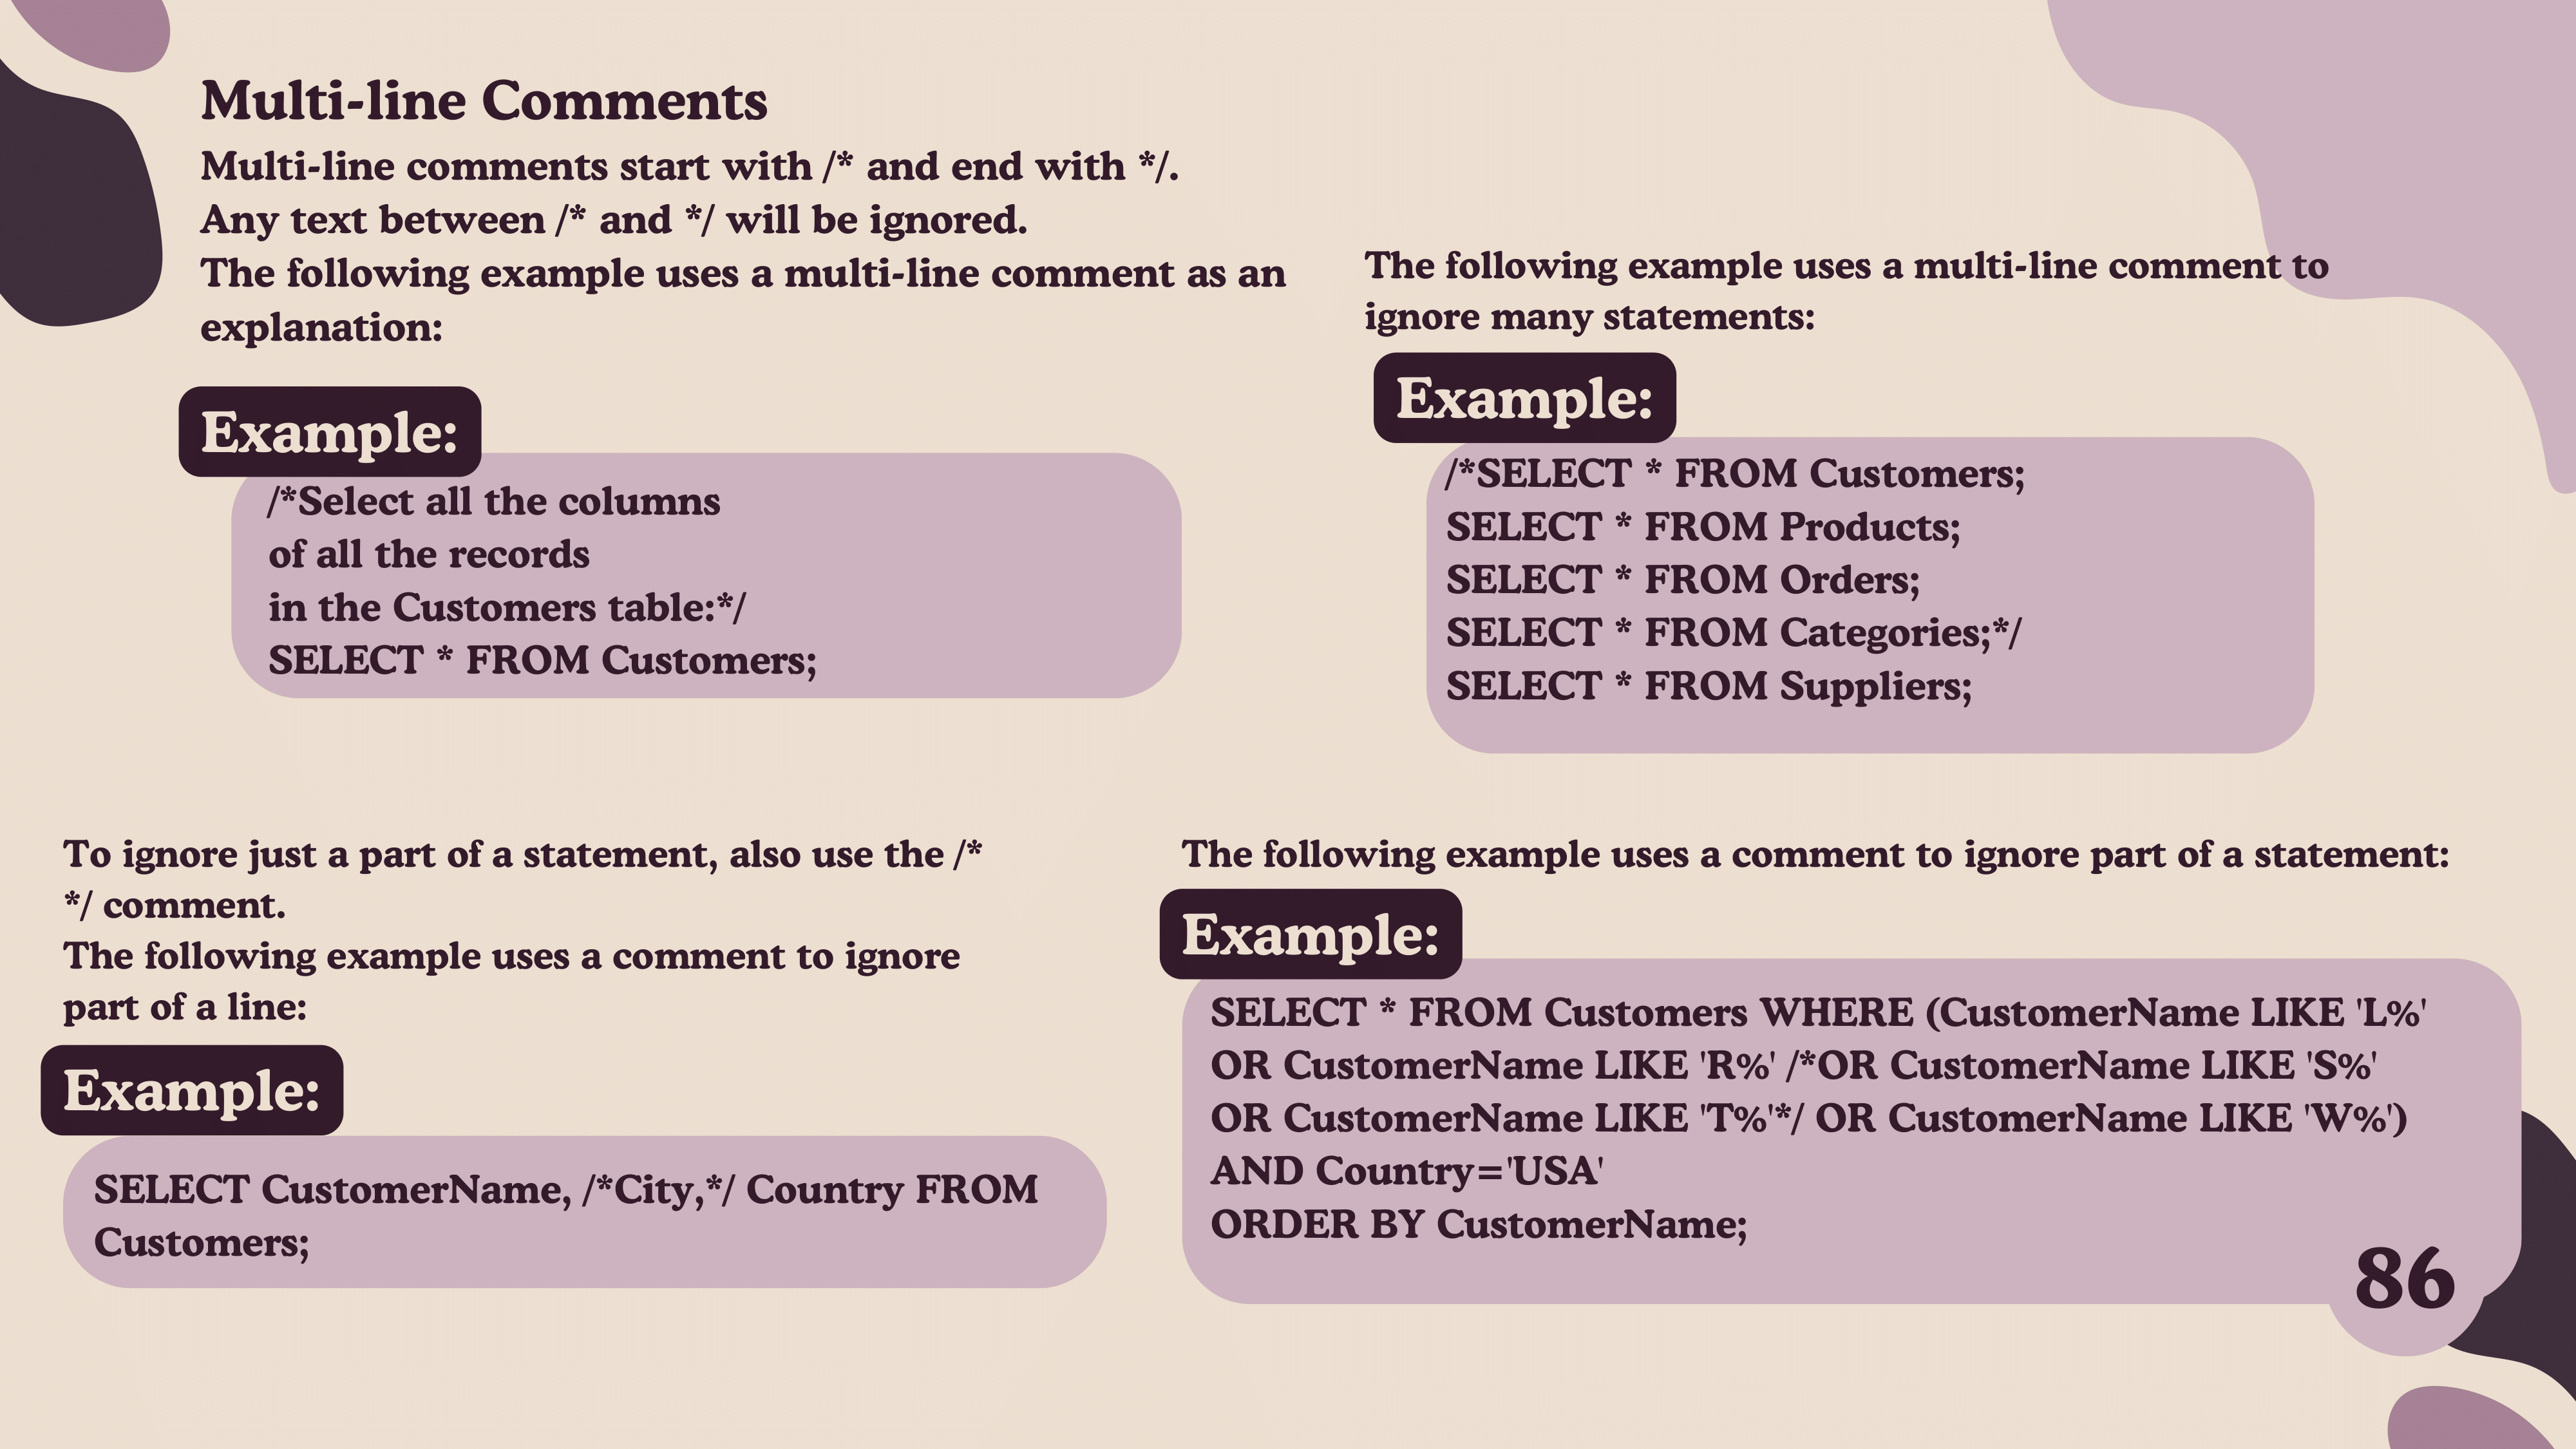 Multi-line Comments
Multi-line comments start with /* and end with */.
Any text between /* and */ will be ignored.
The following example uses a multi-line comment as an
explanation:
Example:
/*Select all the columns
of all the records
in the Customers table:*/
SELECT * FROM Customers;
The following example uses a multi-line comment to
ignore many statements:
Example:
/*SELECT * FROM Customers;
SELECT * FROM Products;
SELECT * FROM Orders;
SELECT * FROM Categories;*/
SELECT * FROM Suppliers;
To ignore just a part of a statement, also use the /*
*/ comment.
The following example uses a comment to ignore
part of a line:
Example:
SELECT CustomerName, /*City,*/ Country FROM
Customers;
The following example uses a comment to ignore part of a statement:
Example:
SELECT * FROM Customers WHERE (CustomerName LIKE 'L%'
OR CustomerName LIKE 'R%' /*OR CustomerName LIKE 'S%'
OR CustomerName LIKE 'T%'*/ OR CustomerName LIKE 'W%')
AND Country='USA'
ORDER BY CustomerName;
86